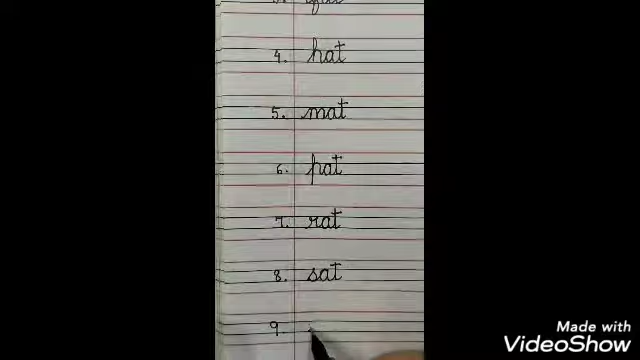 4. hat
5. mat
6. pat
7. rat
8. sat
9.
Made with
VideoShow